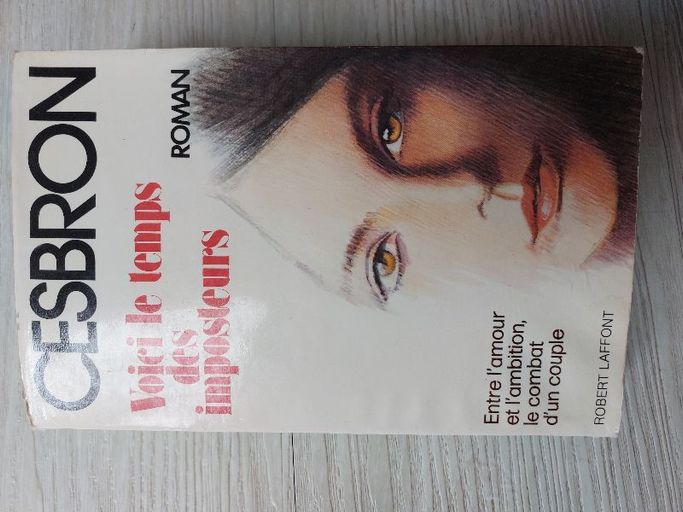 CESBRON
Voici le temps
des
imposteurs
ROMAN
Entre l'amour
et l'ambition,
le combat
d'un couple
ROBERT LAFFONT